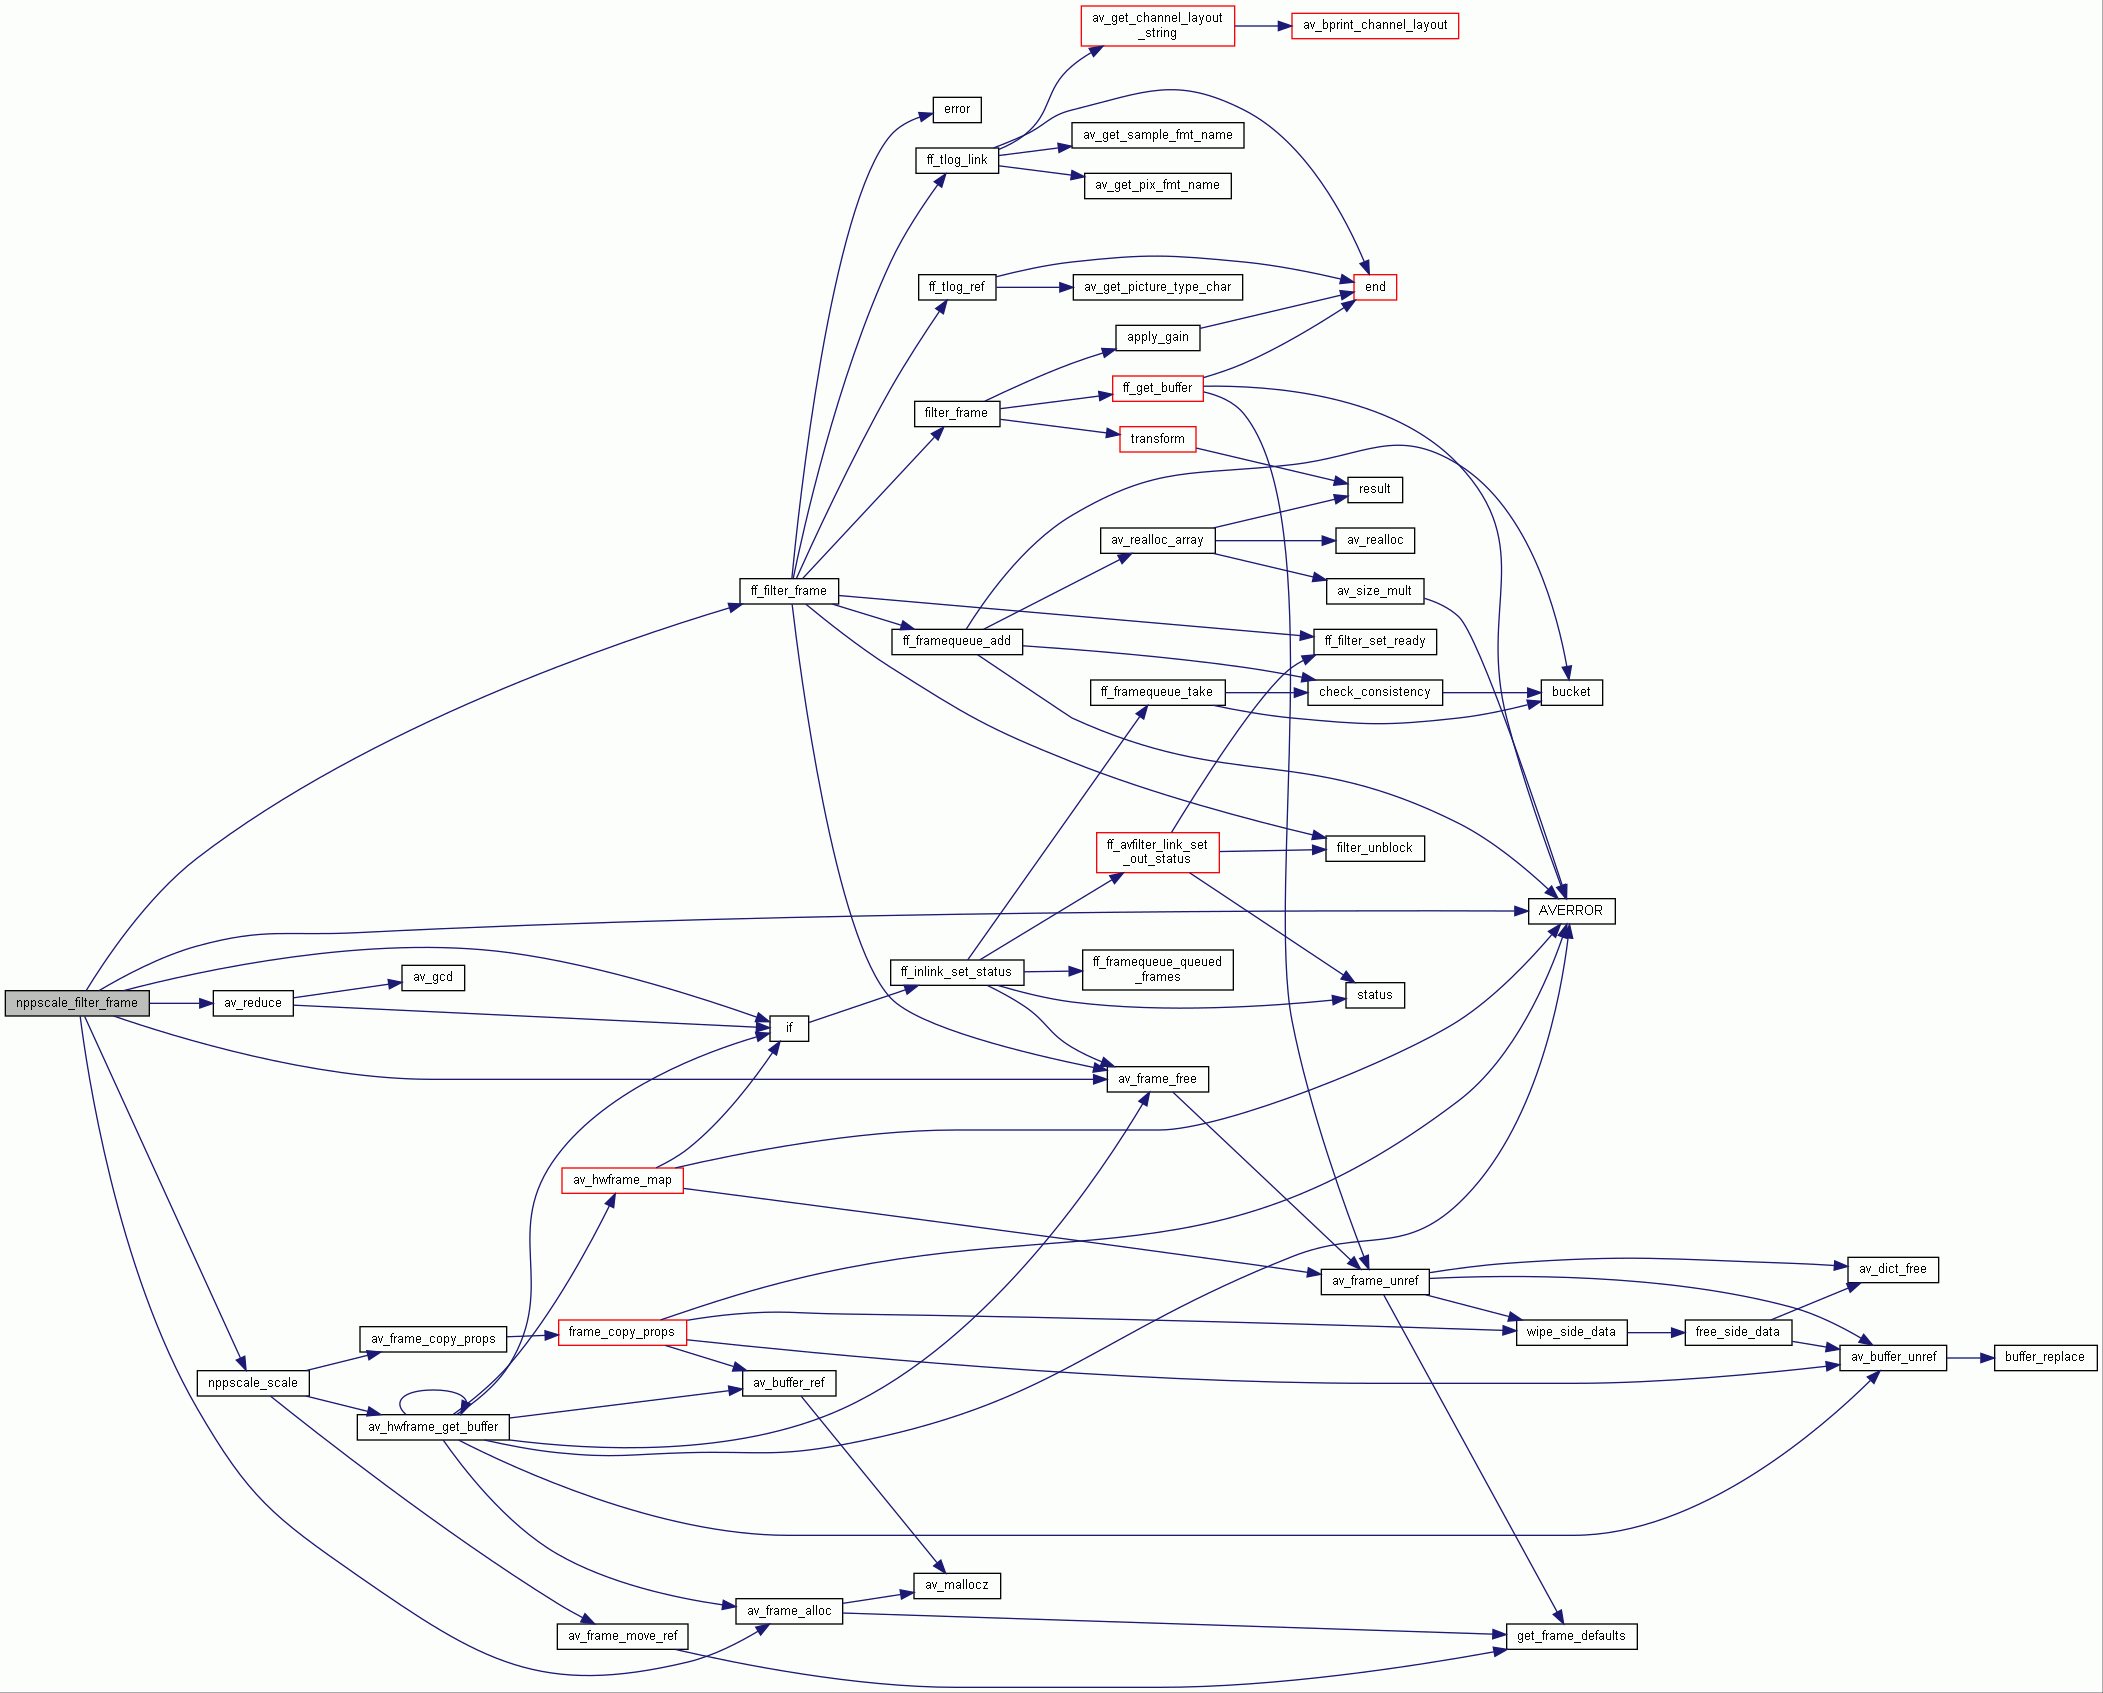 av_get_channel_layout
_string
av_bprint_channel_layout
error
av_get_sample_fmt_name
ff_tlog_link
av_get_pix_fmt_name
ff_tlog_ref
av_get_picture_type_char
end
apply_gain
ff_get_buffer
filter_frame
transform
result
av_realloc_array
av_realloc
ff_filter_frame
av_size_mult
ff_framequeue_add
ff_filter_set_ready
ff_framequeue_take
check_consistency
bucket
ff_avfilter_link_set
_out_status
filter_unblock
AVERROR
ff_inlink_set_status
ff_framequeue_queued
_frames
av_gcd
status
nppscale_filter_frame
av_reduce
if
av_frame_free
av_hwframe_map
av_frame_unref
av_dict_free
av_frame_copy_props
frame_copy_props
wipe_side_data
free_side_data
av_buffer_unref
buffer_replace
nppscale_scale
av_buffer_ref
av_hwframe_get_buffer
av_mallocz
av_frame_alloc
av_frame_move_ref
get_frame_defaults